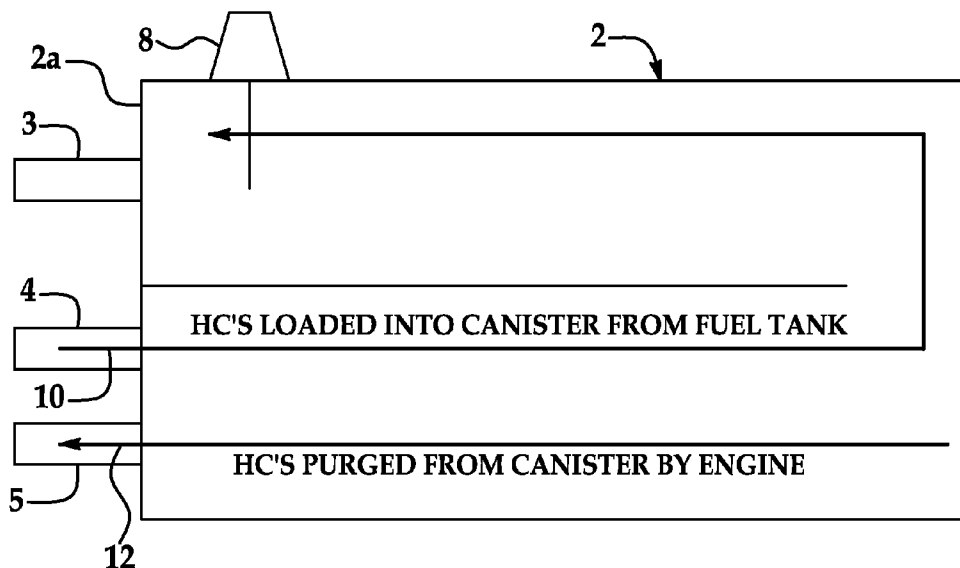 8
2
2a
3
4
HC'S LOADED INTO CANISTER FROM FUEL TANK
10
HC'S PURGED FROM CANISTER BY ENGINE
5
12